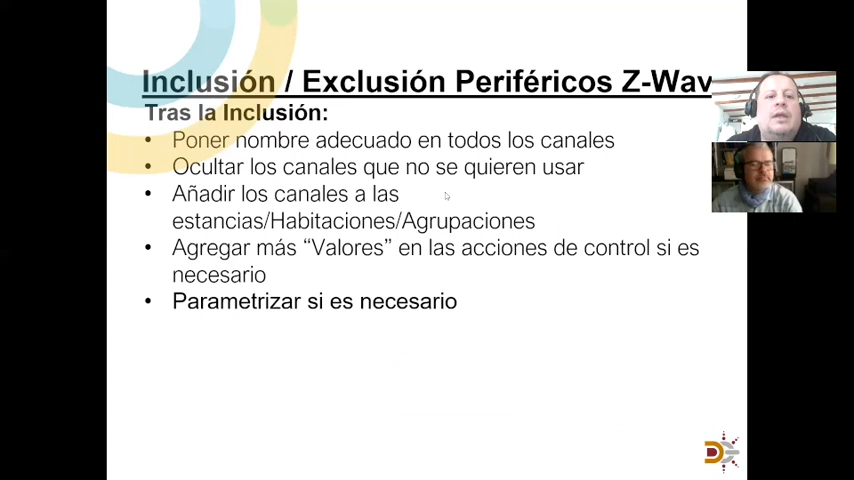 Inclusión / Exclusión Periféricos Z-Wav
Tras la Inclusión:
• Poner nombre adecuado en todos los canales
• Ocultar los canales que no se quieren usar
• Añadir los canales a las
estancias/Habitaciones/Agrupaciones
• Agregar más “Valores” en las acciones de control si es
necesario
• Parametrizar si es necesario